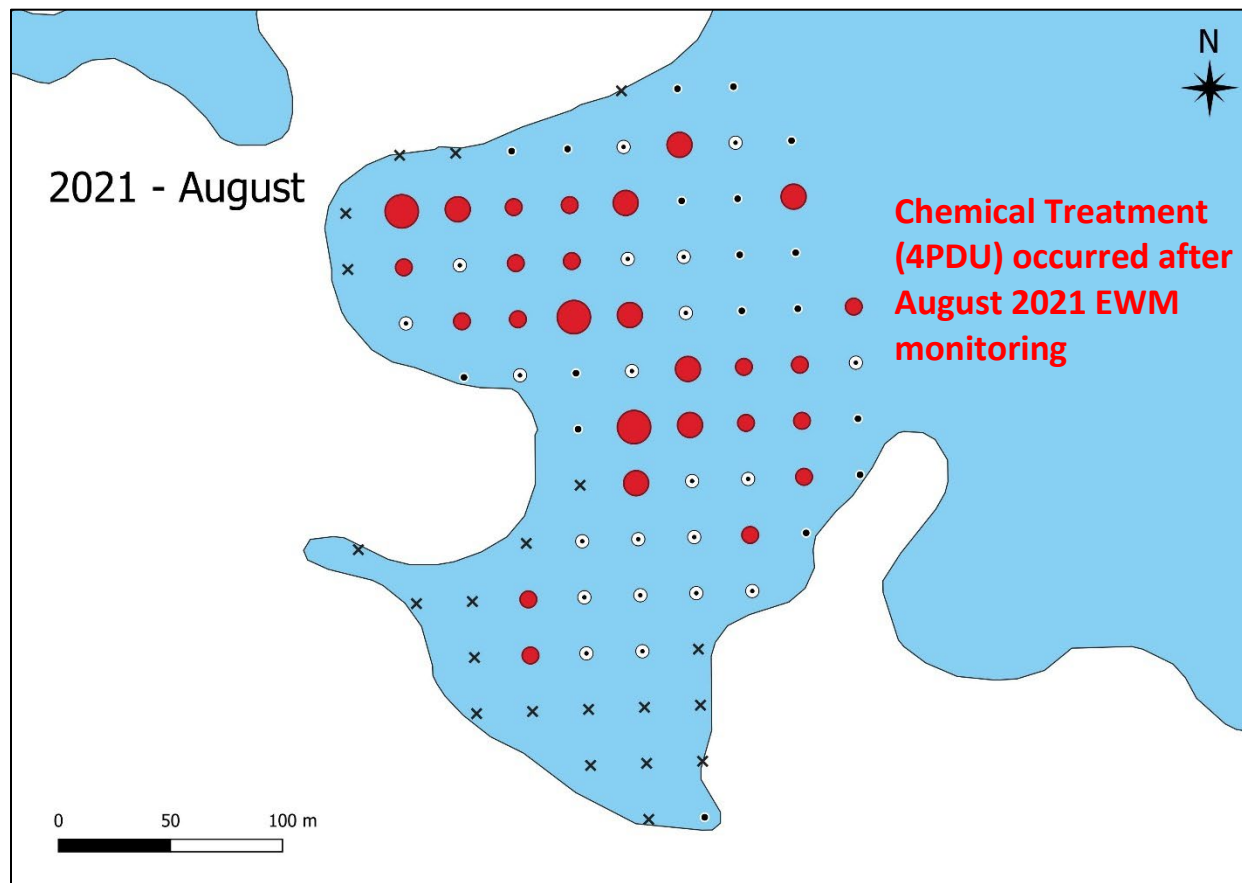 N
2021 - August
Chemical Treatment
(4PDU) occurred after
August 2021 EWM
monitoring
0 50 100 m